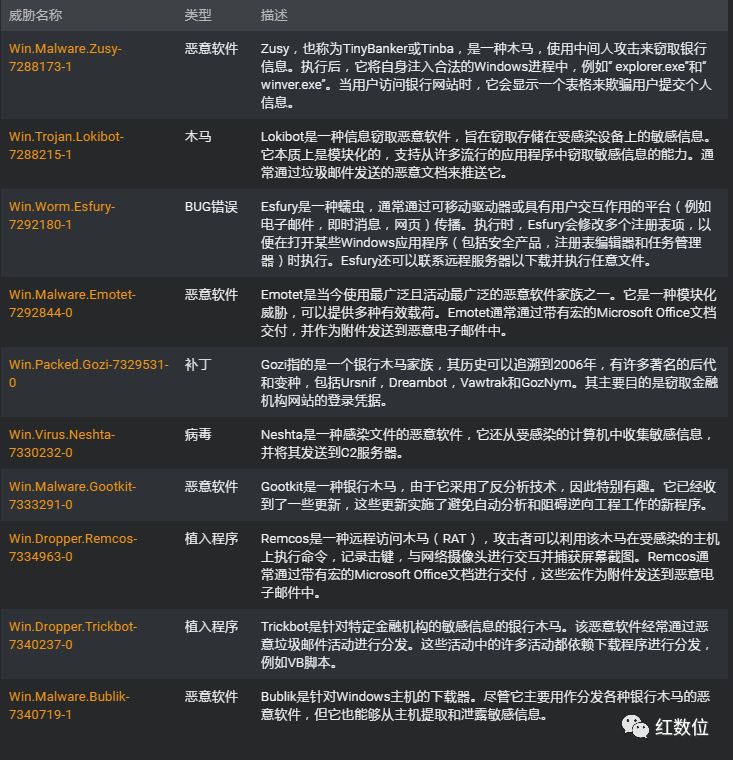 威胁名称 类型 描述
Win.Malware.Zusy- 恶意软件 Zusy，也称为TinyBanker或Tinba，是一种木马，使用中间人攻击来窃取银行
7288173-1 信息。执行后，它将自身注入合法的Windows进程中，例如“ explorer.exe”和“
winver.exe”。当用户访问银行网站时，它会显示一个表格来欺骗用户提交个人
信息。
Win.Trojan.Lokibot- 木马 Lokibot是一种信息窃取恶意软件，旨在窃取存储在受感染设备上的敏感信息。
7288215-1 它本质上是模块化的，支持从许多流行的应用程序中窃取敏感信息的能力。通
常通过垃圾邮件发送的恶意文档来推送它。
Win.Worm.Esfury- BUG错误 Esfury是一种蠕虫，通常通过可移动驱动器或具有用户交互作用的平台（例如
7292180-1 电子邮件，即时消息，网页）传播。执行时，Esfury会修改多个注册表项，以
便在打开某些Windows应用程序（包括安全产品，注册表编辑器和任务管理
器）时执行。Esfury还可以联系远程服务器以下载并执行任意文件。
Win.Malware.Emotet- 恶意软件 Emotet是当今使用最广泛且活动最广泛的恶意软件家族之一。它是一种模块化
7292844-0 威胁，可以提供多种有效载荷。Emotet通常通过带有宏的Microsoft Office文档
交付，并作为附件发送到恶意电子邮件中。
Win.Packed.Gozi-7329531- 补丁 Gozi指的是一个银行木马家族，其历史可以追溯到2006年，有许多著名的后代
0 和变种，包括Ursnif，Dreambot，Vawtrak和GozNym。其主要目的是窃取金融
机构网站的登录凭据。
Win.Virus.Neshta- 病毒 Neshta是一种感染文件的恶意软件，它还从受感染的计算机中收集敏感信息，
7330232-0 并将其发送到C2服务器。
Win.Malware.Gootkit- 恶意软件 Gootkit是一种银行木马，由于它采用了反分析技术，因此特别有趣。它已经收
7333291-0 到了一些更新，这些更新实施了避免自动分析和阻碍逆向工程工作的新程序。
Win.Dropper.Remcos- 植入程序 Remcos是一种远程访问木马（RAT），攻击者可以利用该木马在受感染的主机
7334963-0 上执行命令，记录击键，与网络摄像头进行交互并捕获屏幕截图。Remcos通
常通过带有宏的Microsoft Office文档进行交付，这些宏作为附件发送到恶意电
子邮件中。
Win.Dropper.Trickbot- 植入程序 Trickbot是针对特定金融机构的敏感信息的银行木马。该恶意软件经常通过恶
7340237-0 意垃圾邮件活动进行分发。这些活动中的许多活动都依赖下载程序进行分发，
例如VB脚本。
Win.Malware.Bublik- 恶意软件 Bublik是针对Windows主机的下载器。尽管它主要用作分发各种银行木马的恶
7340719-1 意软件，但它也能够从主机提取和泄露敏感信息。
红数位